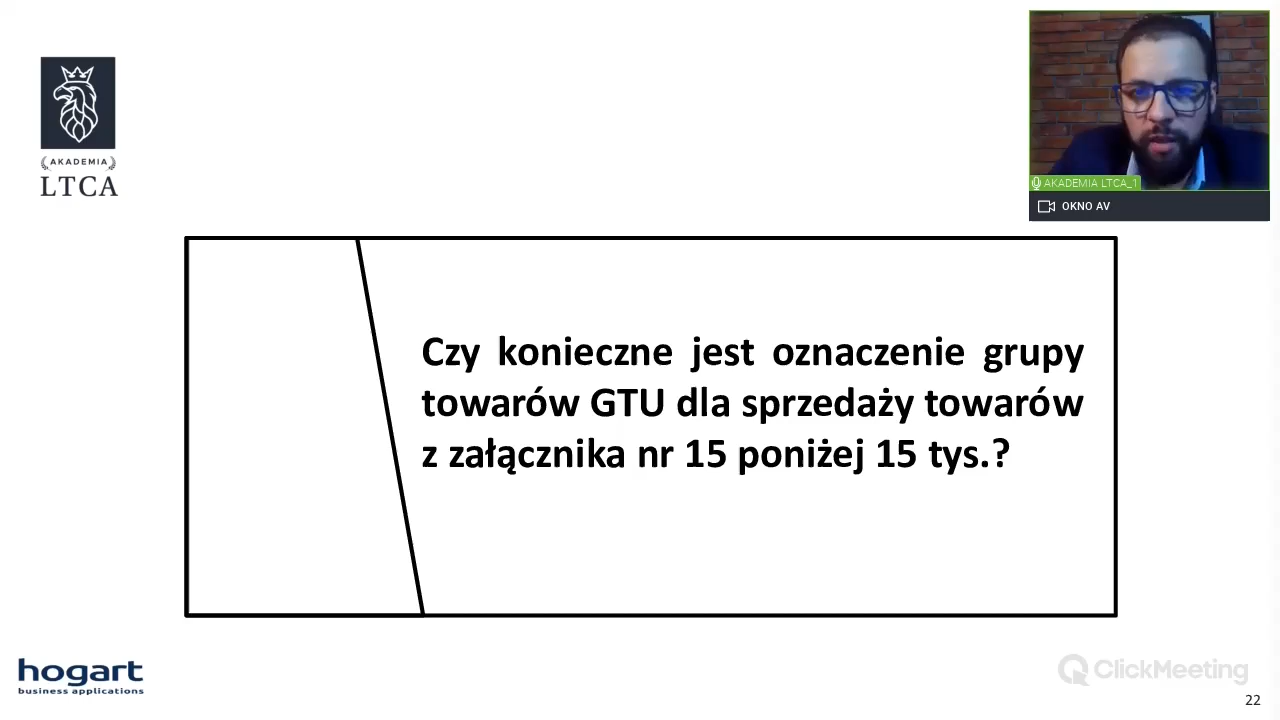 AKADEMIA
LTCA
AKADEMIA LTCA_1
OKNO AV
Czy konieczne jest oznaczenie grupy
towarów GTU dla sprzedaży towarów
z załącznika nr 15 poniżej 15 tys.?
hogart
business applications
ClickMeeting
22